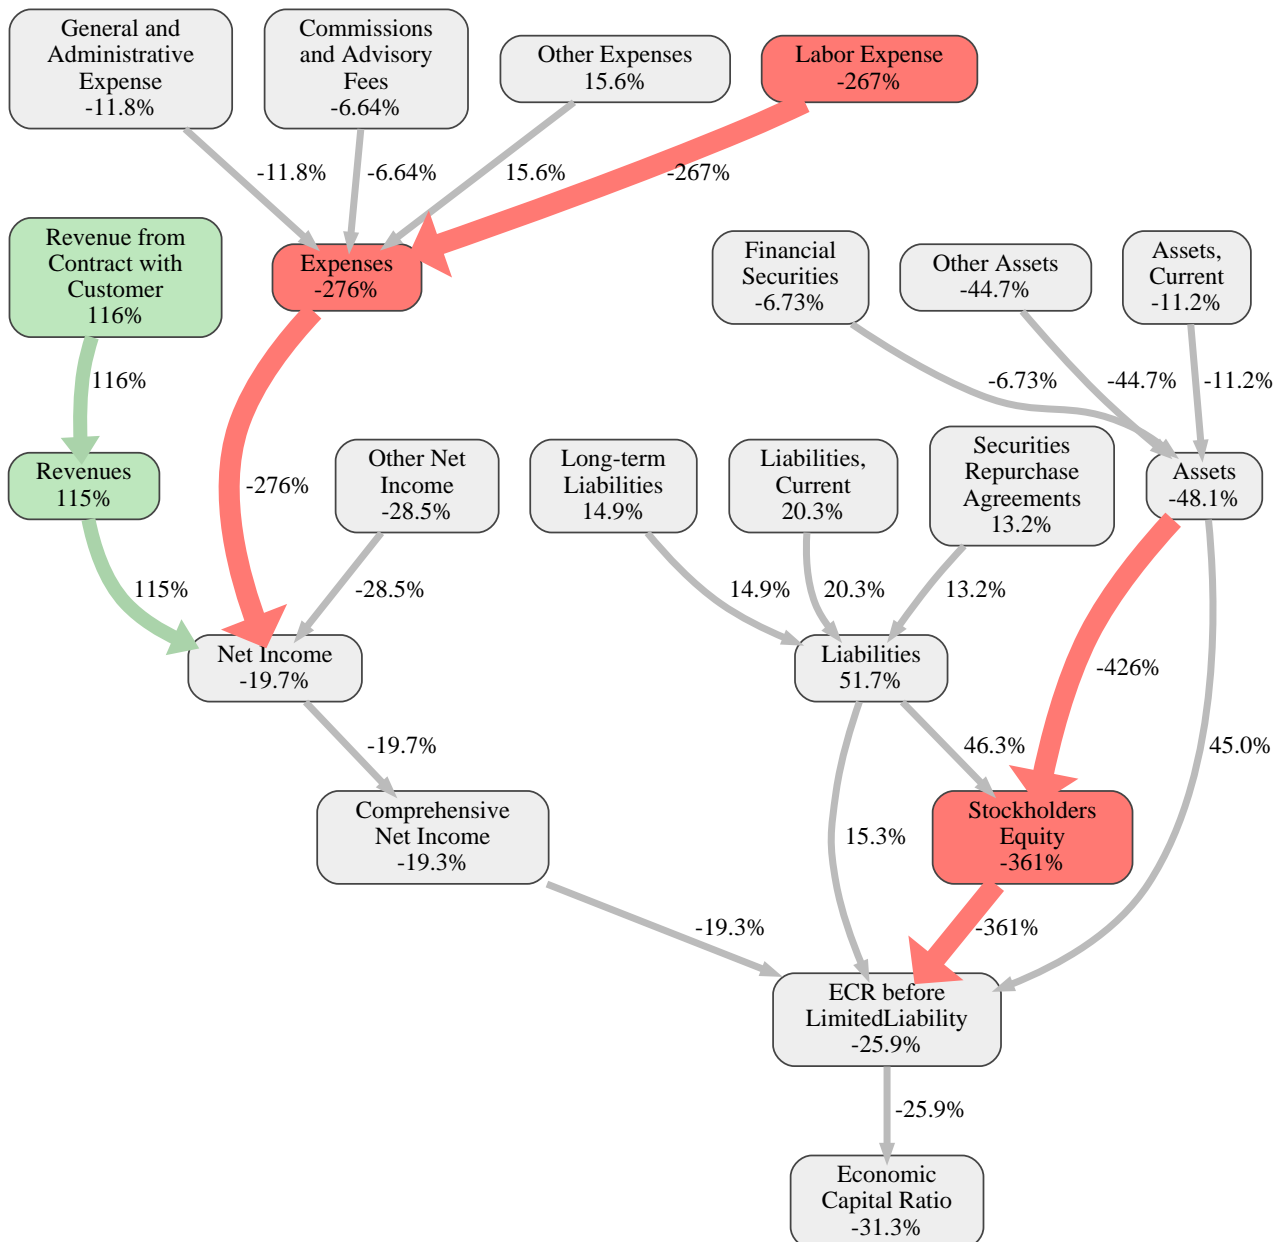 General and
Administrative
Expense
-11.8%
Commissions
and Advisory
Fees
-6.64%
Other Expenses
15.6%
Labor Expense
-267%
-11.8%
-6.64%
15.6%
-267%
Revenue from
Contract with
Customer
116%
Expenses
-276%
Financial
Securities
-6.73%
Other Assets
-44.7%
Assets,
Current
-11.2%
116%
-6.73%
-44.7%
-11.2%
Revenues
115%
-276%
Other Net
Income
-28.5%
Long-term
Liabilities
14.9%
Liabilities,
Current
20.3%
Securities
Repurchase
Agreements
13.2%
Assets
-48.1%
115%
-28.5%
14.9%
20.3%
13.2%
Net Income
-19.7%
Liabilities
51.7%
-426%
-19.7%
46.3%
45.0%
Comprehensive
Net Income
-19.3%
15.3%
Stockholders
Equity
-361%
-19.3%
-361%
ECR before
LimitedLiability
-25.9%
-25.9%
Economic
Capital Ratio
-31.3%